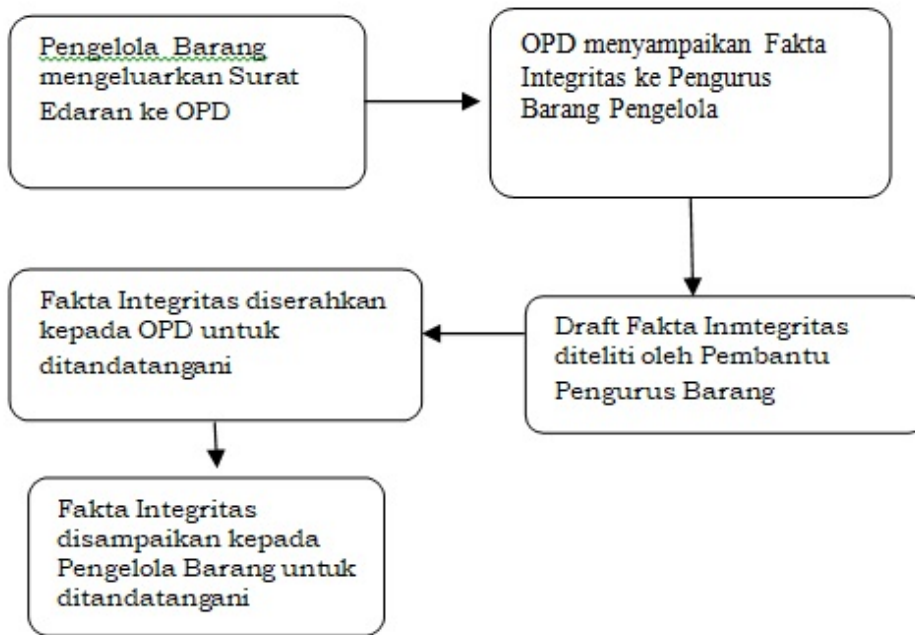 Pengelola Barang
mengeluarkan Surat
Edaran ke OPD
OPD menyampaikan Fakta
Integritas ke Pengurus
Barang Pengelola
Draft Fakta Inmtegritas
diteliti oleh Pembantu
Pengurus Barang
Fakta Integritas diserahkan
kepada OPD untuk
ditandatangani
Fakta Integritas
disampaikan kepada
Pengelola Barang untuk
ditandatangani